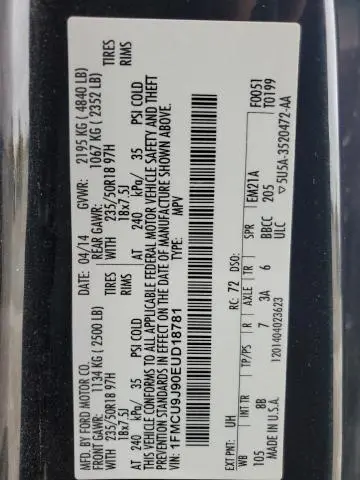 MFD. BY FORD MOTOR CO.
DATE: 04/14 GVWR: 2195 KG ( 4840 LB)
FRONT GAWR: 1134 KG ( 2500 LB) REAR GAWR: 1067 KG ( 2352 LB)
WITH 235/50R18 97H TIRES WITH 235/50R18 97H TIRES
18x7.5J RIMS 18x7.5J RIMS
AT 240 kPa/ 35 PSI COLD AT 240 kPa/ 35 PSI COLD
THIS VEHICLE CONFORMS TO ALL APPLICABLE FEDERAL MOTOR VEHICLE SAFETY AND THEFT
PREVENTION STANDARDS IN EFFECT ON THE DATE OF MANUFACTURE SHOWN ABOVE.
VIN: 1FMCU9J90EUD18781
TYPE: MPV
EXT PNT: UH RC: 72 DSO: F0051
WB INT TR TP/PS R AXLE TR SPR EM21A T0199
105 8B 7 3A 6 BBCC 205
MADE IN U.S.A. ULC 5U5A-3520472-AA
1201404023623